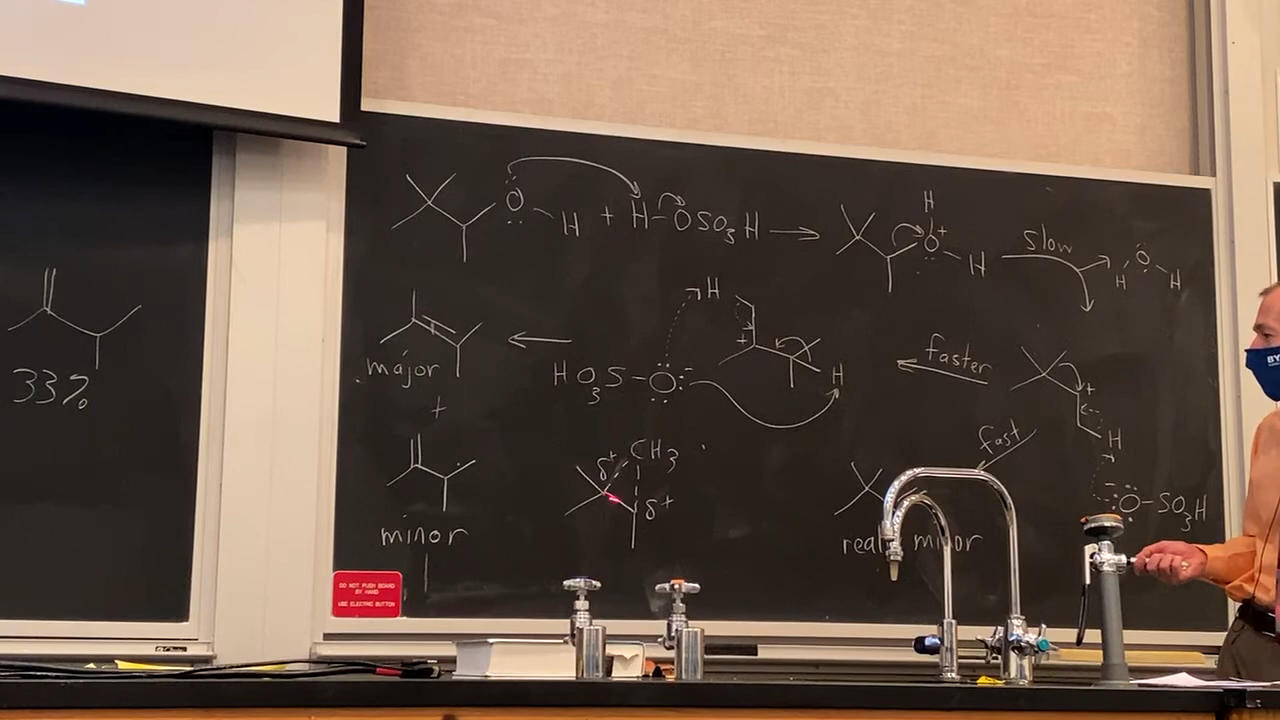 33%
O H + H-OSO3H → H O+ H slow O H H
major
+
minor
HO3S-O:- H + H
faster
fast
+ H
:O-SO3H
δ+ CH3
δ+
minor
DO NOT PUSH BOARD
BY HAND
USE ELECTRIC BUTTON
BY